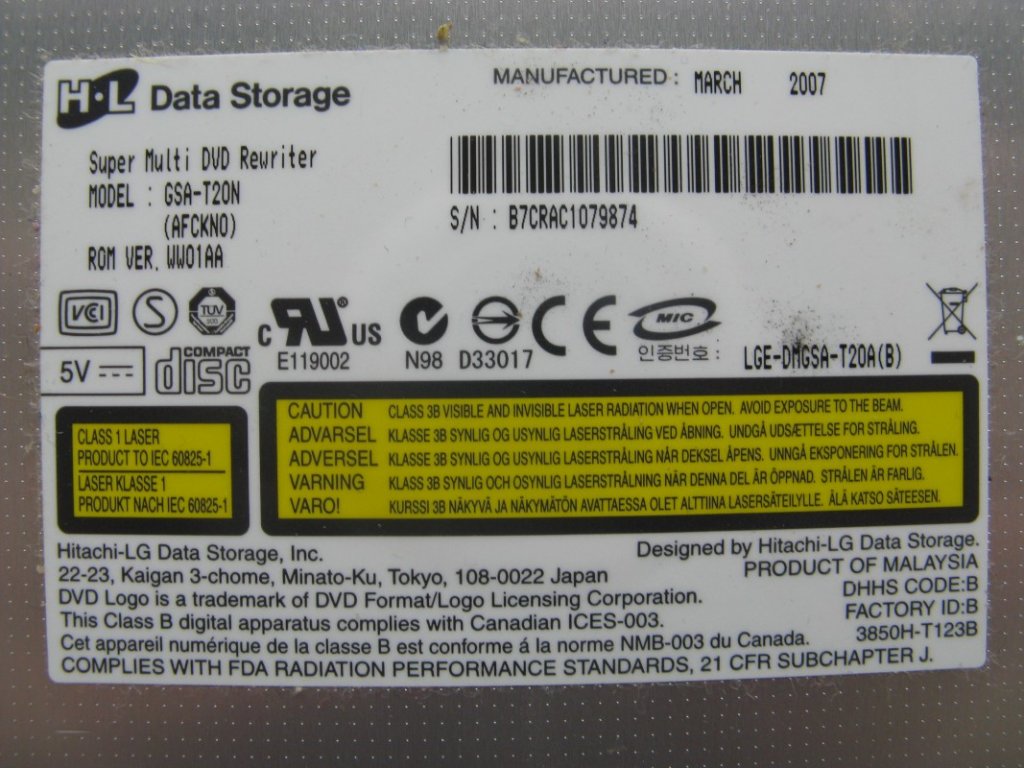 H·L Data Storage
MANUFACTURED : MARCH 2007
Super Multi DVD Rewriter
MODEL : GSA-T20N
(AFCKN0)
ROM VER. WW01AA
S/N : B7CRAC1079874
VCI S TUV
c RU ® US
E119002
N98
D33017
CE
MIC
인증번호 : LGE-DMGSA-T20A(B)
5V
COMPACT
disc
CLASS 1 LASER
PRODUCT TO IEC 60825-1
LASER KLASSE 1
PRODUKT NACH IEC 60825-1
CAUTION CLASS 3B VISIBLE AND INVISIBLE LASER RADIATION WHEN OPEN. AVOID EXPOSURE TO THE BEAM.
ADVARSEL KLASSE 3B SYNLIG OG USYNLIG LASERSTRÅLING VED ÅBNING. UNDGÅ UDSÆTTELSE FOR STRÅLING.
ADVERSEL KLASSE 3B SYNLIG OG USYNLIG LASERSTRÅLING NÅR DEKSEL ÅPENS. UNNGÅ EKSPONERING FOR STRÅLEN.
VARNING KLASS 3B SYNLIG OCH OSYNLIG LASERSTRÅLNING NÄR DENNA DEL ÄR ÖPPNAD. STRÅLEN ÄR FARLIG.
VARO! KURSSI 3B NÄKYVÄ JA NÄKYMÄTÖN AVATTAESSA OLET ALTTIINA LASERSÄTEILYLLE. ÄLÄ KATSO SÄTEESEN.
Hitachi-LG Data Storage, Inc.
22-23, Kaigan 3-chome, Minato-Ku, Tokyo, 108-0022 Japan
DVD Logo is a trademark of DVD Format/Logo Licensing Corporation.
This Class B digital apparatus complies with Canadian ICES-003.
Cet appareil numérique de la classe B est conforme á la norme NMB-003 du Canada.
COMPLIES WITH FDA RADIATION PERFORMANCE STANDARDS, 21 CFR SUBCHAPTER J.
Designed by Hitachi-LG Data Storage.
PRODUCT OF MALAYSIA
DHHS CODE:B
FACTORY ID:B
3850H-T123B